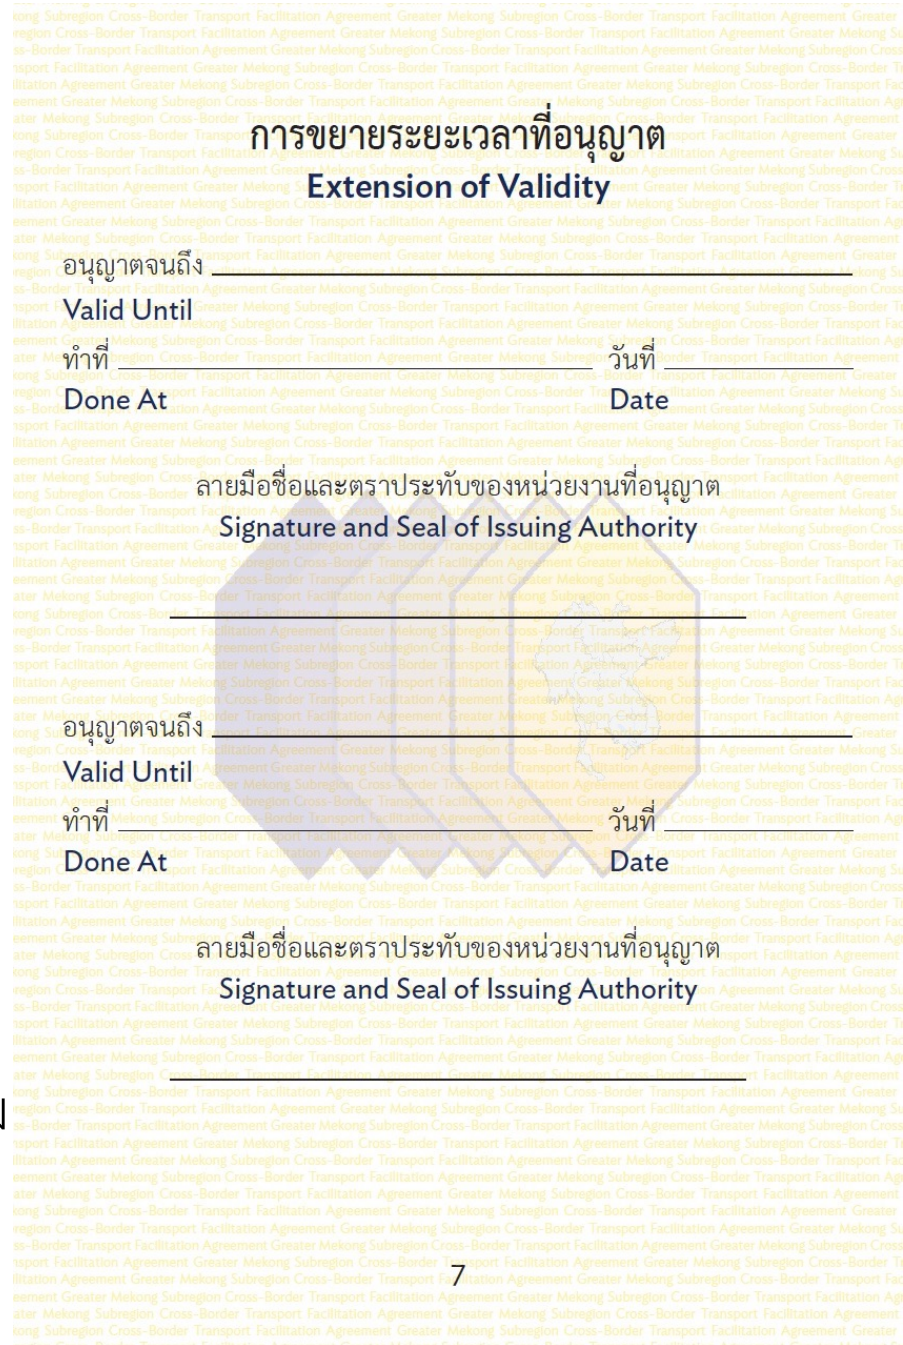 การขยายระยะเวลาที่อนุญาต
Extension of Validity
อนุญาตจนถึง
Valid Until
ทำที่ วันที่
Done At Date
ลายมือชื่อและตราประทับของหน่วยงานที่อนุญาต
Signature and Seal of Issuing Authority
อนุญาตจนถึง
Valid Until
ทำที่ วันที่
Done At Date
ลายมือชื่อและตราประทับของหน่วยงานที่อนุญาต
Signature and Seal of Issuing Authority
7